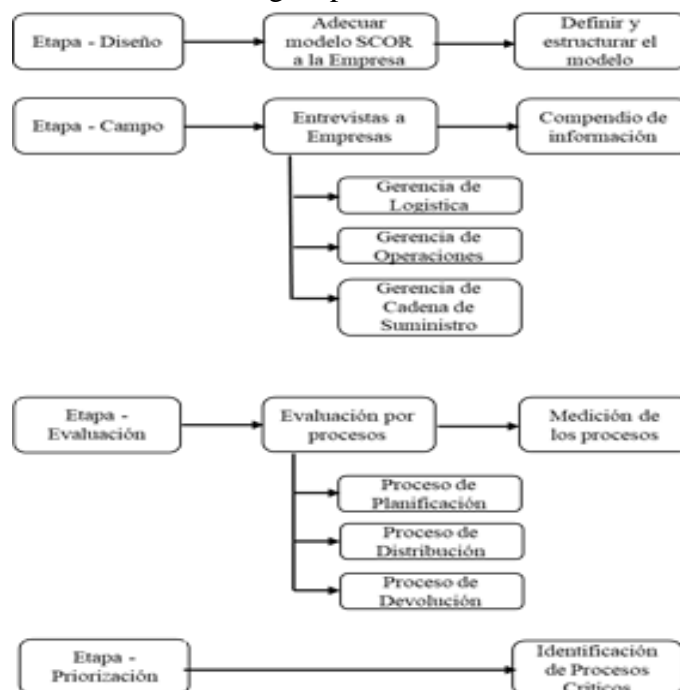 Etapa - Diseño
Adecuar
modelo SCOR
a la Empresa
Definir y
estructurar el
modelo
Etapa - Campo
Entrevistas a
Empresas
Compendio de
información
Gerencia de
Logística
Gerencia de
Operaciones
Gerencia de
Cadena de
Suministro
Etapa -
Evaluación
Evaluación por
procesos
Medición de
los procesos
Proceso de
Planificación
Proceso de
Distribución
Proceso de
Devolución
Etapa -
Priorización
Identificación
de Procesos
Críticos